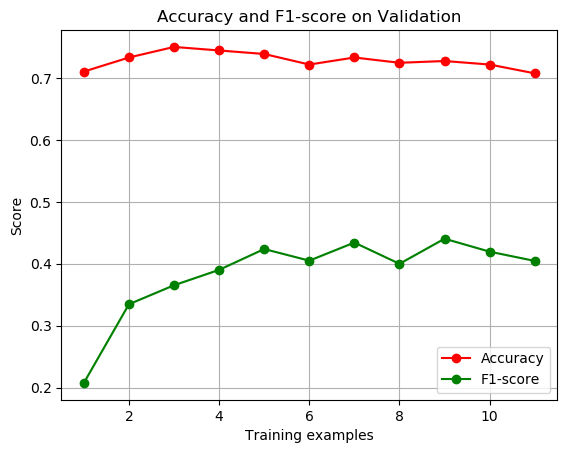 Accuracy and F1-score on Validation
Score
0.7
0.6
0.5
0.4
0.3
0.2
Accuracy
F1-score
2 4 6 8 10
Training examples